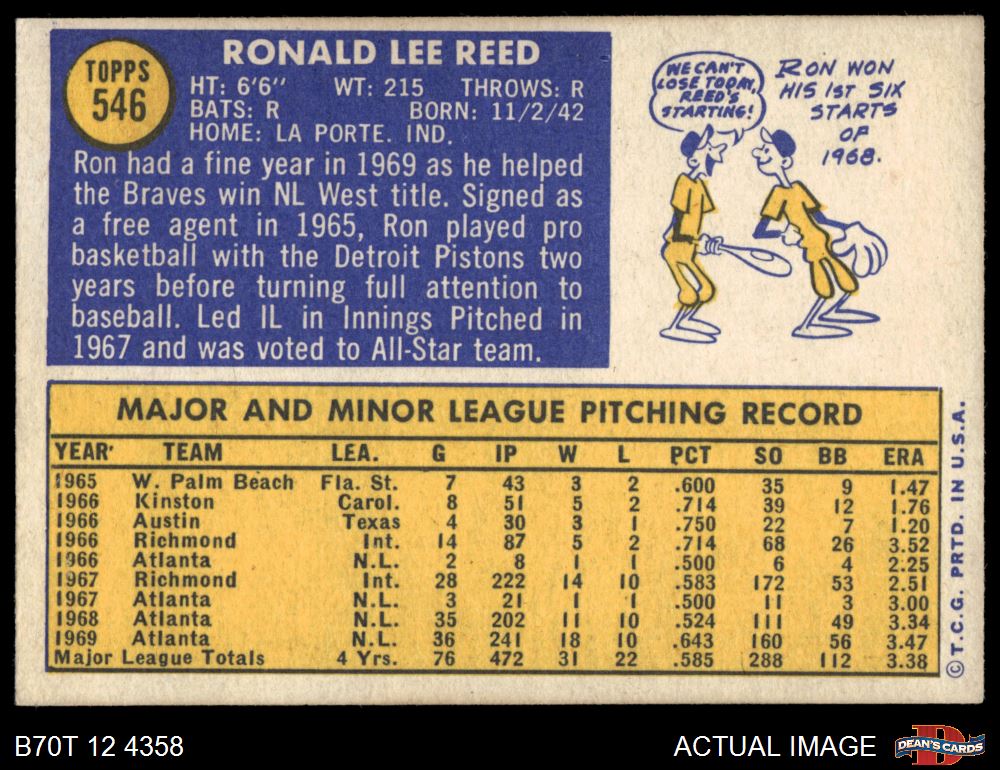 TOPPS
546
RONALD LEE REED
HT: 6'6" WT: 215 THROWS: R
BATS: R BORN: 11/2/42
HOME: LA PORTE. IND.
Ron had a fine year in 1969 as he helped
the Braves win NL West title. Signed as
a free agent in 1965, Ron played pro
basketball with the Detroit Pistons two
years before turning full attention to
baseball. Led IL in Innings Pitched in
1967 and was voted to All-Star team.
WE CAN'T
LOSE TODAY,
REED'S
STARTING!
RON WON
HIS 1ST SIX
STARTS
OF
1968.
MAJOR AND MINOR LEAGUE PITCHING RECORD
YEAR TEAM LEA. G IP W L PCT SO BB ERA
1965 W. Palm Beach Fla. St. 7 43 3 2 .600 35 9 1.47
1966 Kinston Carol. 8 51 5 2 .714 39 12 1.76
1966 Austin Texas 4 30 3 1 .750 22 7 1.20
1966 Richmond Int. 14 87 5 2 .714 68 26 3.52
1966 Atlanta N.L. 2 8 1 1 .500 6 4 2.25
1967 Richmond Int. 28 222 14 10 .583 172 53 2.51
1967 Atlanta N.L. 3 21 1 1 .500 11 3 3.00
1968 Atlanta N.L. 35 202 11 10 .524 111 49 3.34
1969 Atlanta N.L. 36 241 18 10 .643 160 56 3.47
Major League Totals 4 Yrs. 76 472 31 22 .585 288 112 3.38
© T.C.G. PRTD. IN U.S.A.
B70T 12 4358
ACTUAL IMAGE
D
DEAN'S CARDS